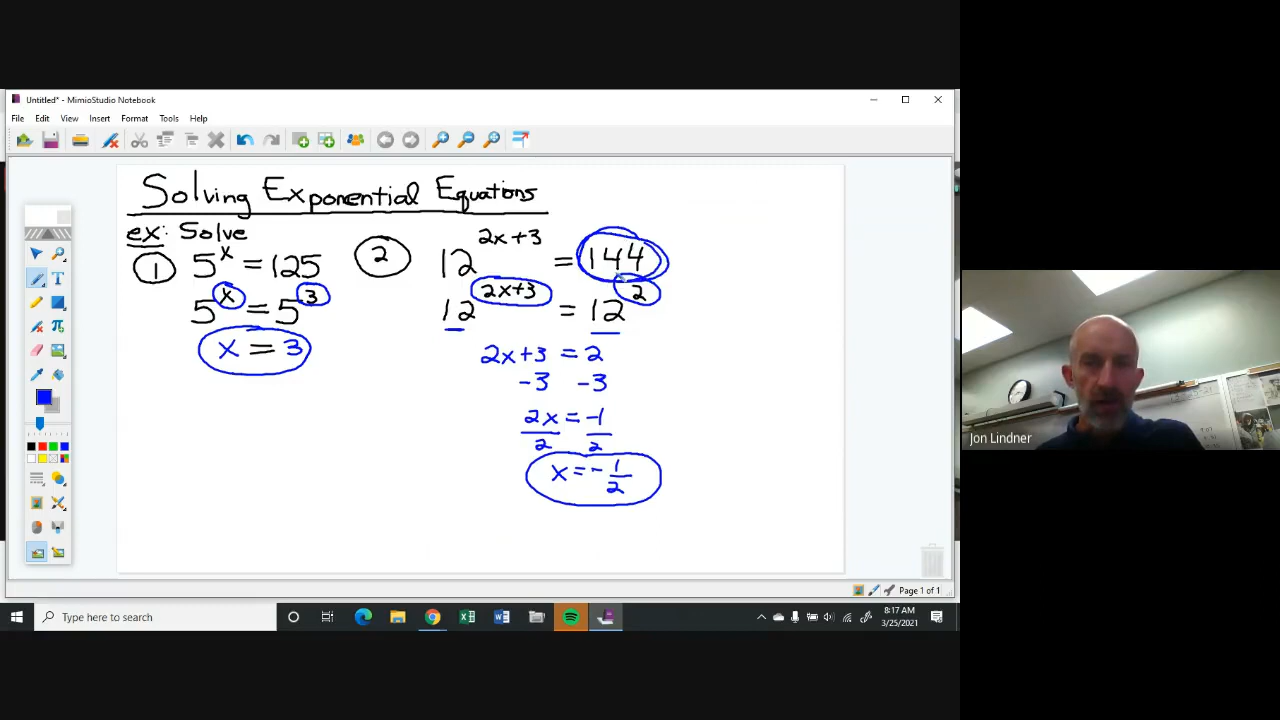 Untitled* - MimioStudio Notebook
File Edit View Insert Format Tools Help
Solving Exponential Equations
ex: Solve
1 5^x = 125
5^x = 5^3
x = 3
2 12^2x+3 = 144
12^2x+3 = 12^2
2x+3 = 2
-3 -3
2x = -1
2 2
x = - 1/2
Jon Lindner
Page 1 of 1
Type here to search
8:17 AM
3/25/2021